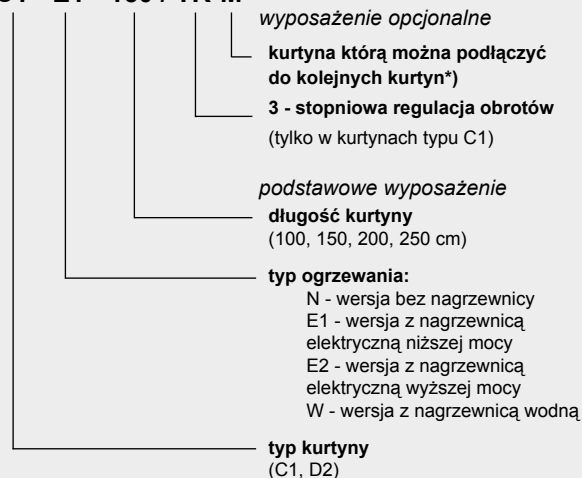 wyposażenie opcjonalne
kurtyna którą można podłączyć
do kolejnych kurtyn*)
3 - stopniowa regulacja obrotów
(tylko w kurtynach typu C1)
podstawowe wyposażenie
długość kurtyny
(100, 150, 200, 250 cm)
typ ogrzewania:
N - wersja bez nagrzewnicy
E1 - wersja z nagrzewnicą
elektryczną niższej mocy
E2 - wersja z nagrzewnicą
elektryczną wyższej mocy
W - wersja z nagrzewnicą wodną
typ kurtyny
(C1, D2)